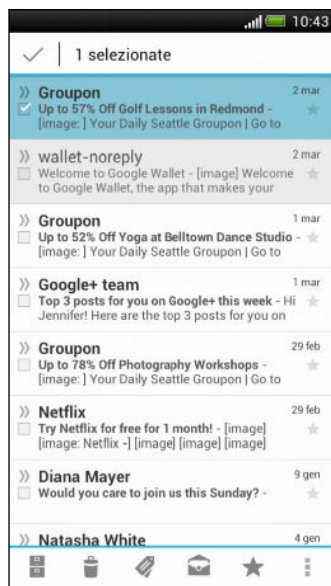 10:43
1 selezionate
Groupon 2 mar
Up to 57% Off Golf Lessons in Redmond -
[image: ] Your Daily Seattle Groupon | Go to
wallet-noreply 2 mar
Welcome to Google Wallet - [image] Welcome
to Google Wallet, the app that makes your
Groupon 1 mar
Up to 52% Off Yoga at Belltown Dance Studio -
[image: ] Your Daily Seattle Groupon | Go to
Google+ team 1 mar
Top 3 posts for you on Google+ this week - Hi
Jennifer! Here are the top 3 posts for you on
Groupon 29 feb
Up to 78% Off Photography Workshops -
[image: ] Your Daily Seattle Groupon | Go to
Netflix 29 feb
Try Netflix for free for 1 month! - [image]
[image: Netflix -] [image] [image] [image]
Diana Mayer 9 gen
Would you care to join us this Sunday? -
Natasha White 4 gen